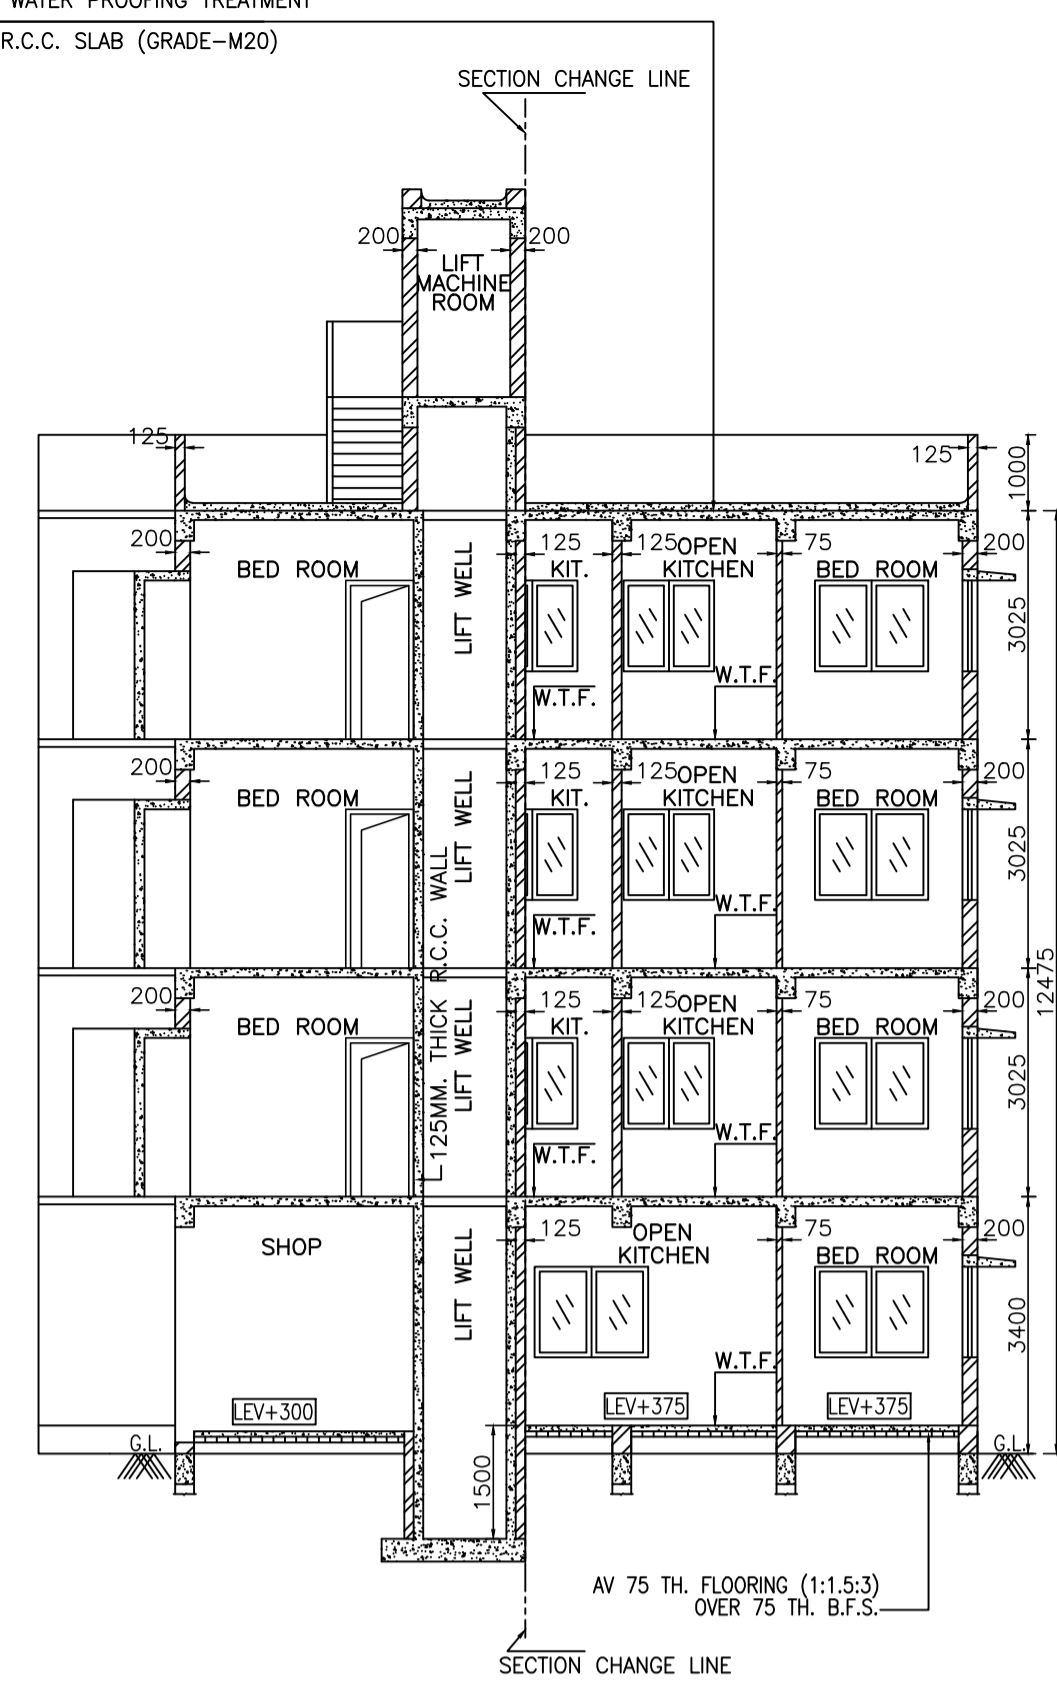 WATER PROOFING TREATMENT
R.C.C. SLAB (GRADE-M20)
SECTION CHANGE LINE
200
200
LIFT
MACHINE
ROOM
125
125
1000
200
BED ROOM
LIFT WELL
125
KIT.
125
OPEN
KITCHEN
75
BED ROOM
200
3025
W.T.F.
W.T.F.
200
BED ROOM
LIFT WELL
125
KIT.
125
OPEN
KITCHEN
75
BED ROOM
200
3025
W.T.F.
W.T.F.
125MM. THICK R.C.C. WALL
12475
200
BED ROOM
LIFT WELL
125
KIT.
125
OPEN
KITCHEN
75
BED ROOM
200
3025
W.T.F.
W.T.F.
SHOP
LIFT WELL
125
OPEN
KITCHEN
75
BED ROOM
200
3400
W.T.F.
LEV+300
LEV+375
LEV+375
G.L.
G.L.
1500
AV 75 TH. FLOORING (1:1.5:3)
OVER 75 TH. B.F.S.
SECTION CHANGE LINE